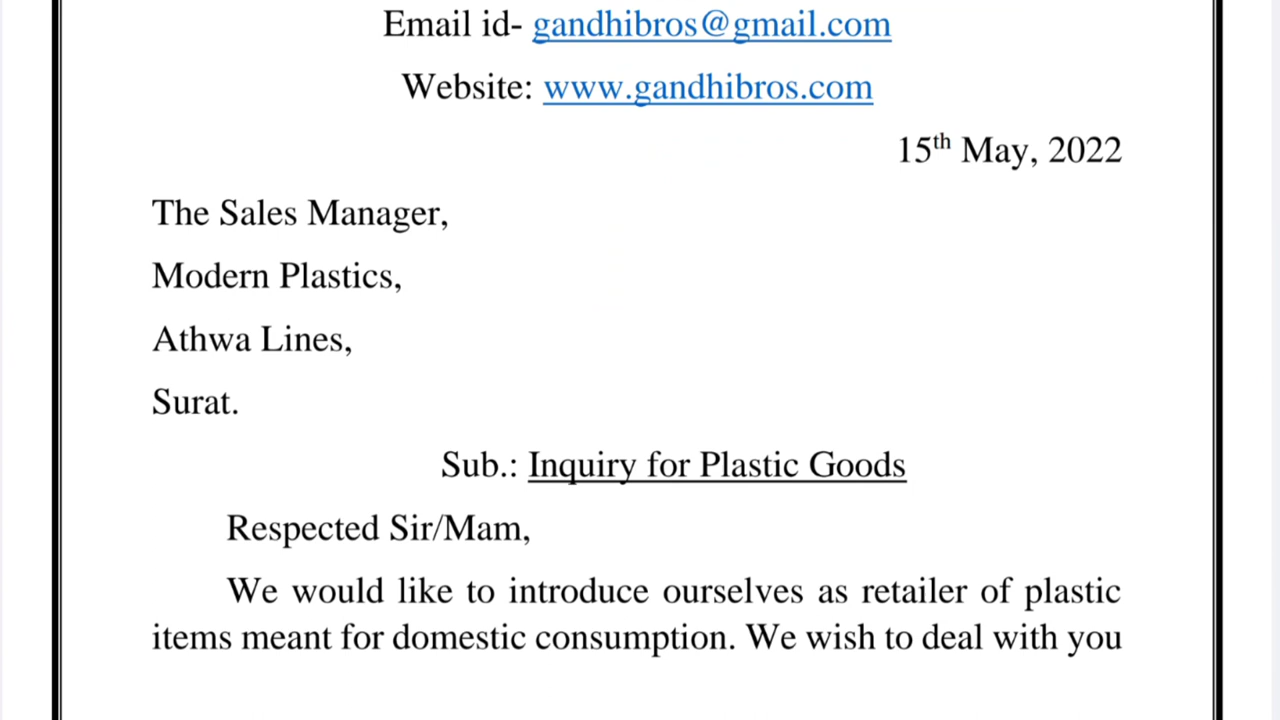 Email id- gandhibros@gmail.com
Website: www.gandhibros.com
15th May, 2022
The Sales Manager,
Modern Plastics,
Athwa Lines,
Surat.
Sub.: Inquiry for Plastic Goods
Respected Sir/Mam,
We would like to introduce ourselves as retailer of plastic
items meant for domestic consumption. We wish to deal with you